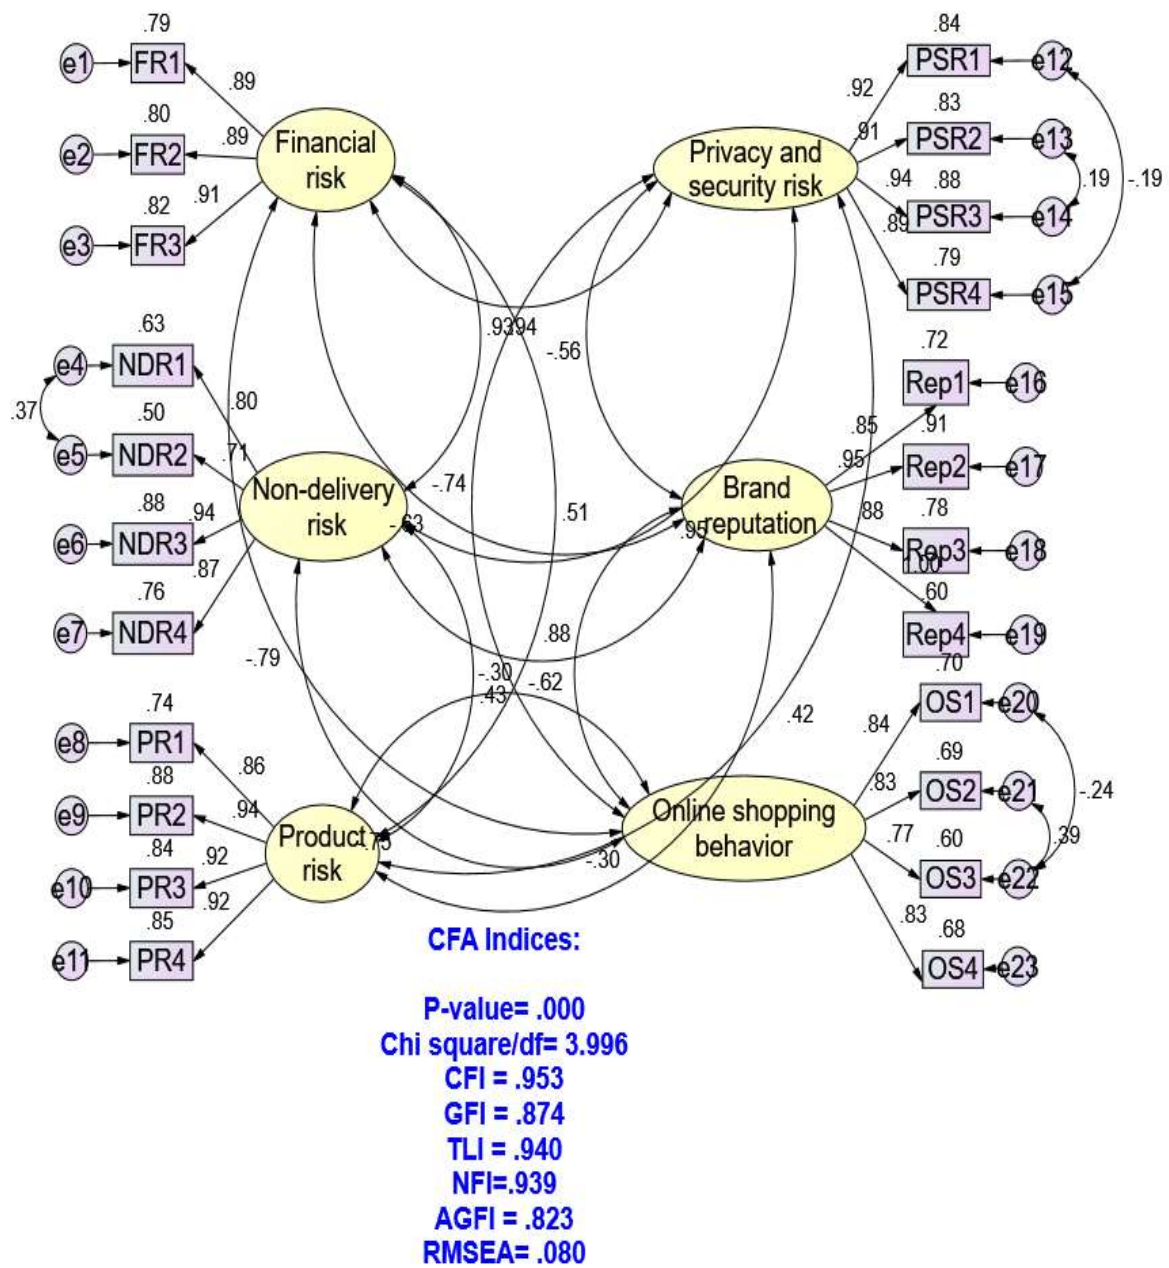 .79
e1 FR1
.89
.80
e2 FR2
.89
.82
e3 FR3
.91
Financial
risk
.84
PSR1 e12
.92
.83
PSR2 e13
.91
.88
PSR3 e14
.94
.79
PSR4 e15
.89
.19
-.19
Privacy and
security risk
.63
e4 NDR1
.80
.37
.50
e5 NDR2
.71
.88
e6 NDR3
.94
.76
e7 NDR4
.87
Non-delivery
risk
.72
Rep1 e16
.85
.91
Rep2 e17
.95
.78
Rep3 e18
.88
.60
Rep4 e19
1.00
Brand
reputation
.74
e8 PR1
.86
.88
e9 PR2
.94
.84
e10 PR3
.92
.85
e11 PR4
.92
Product
risk
.70
OS1 e20
.84
.69
OS2 e21
.83
.60
OS3 e22
.77
.68
OS4 e23
.83
-.24
.39
Online shopping
behavior
.93
.94
-.56
-.74
.51
-.63
.95
.88
-.79
-.30
-.62
.43
.42
.75
-.30
CFA Indices:
P-value= .000
Chi square/df= 3.996
CFI = .953
GFI = .874
TLI = .940
NFI=.939
AGFI = .823
RMSEA= .080